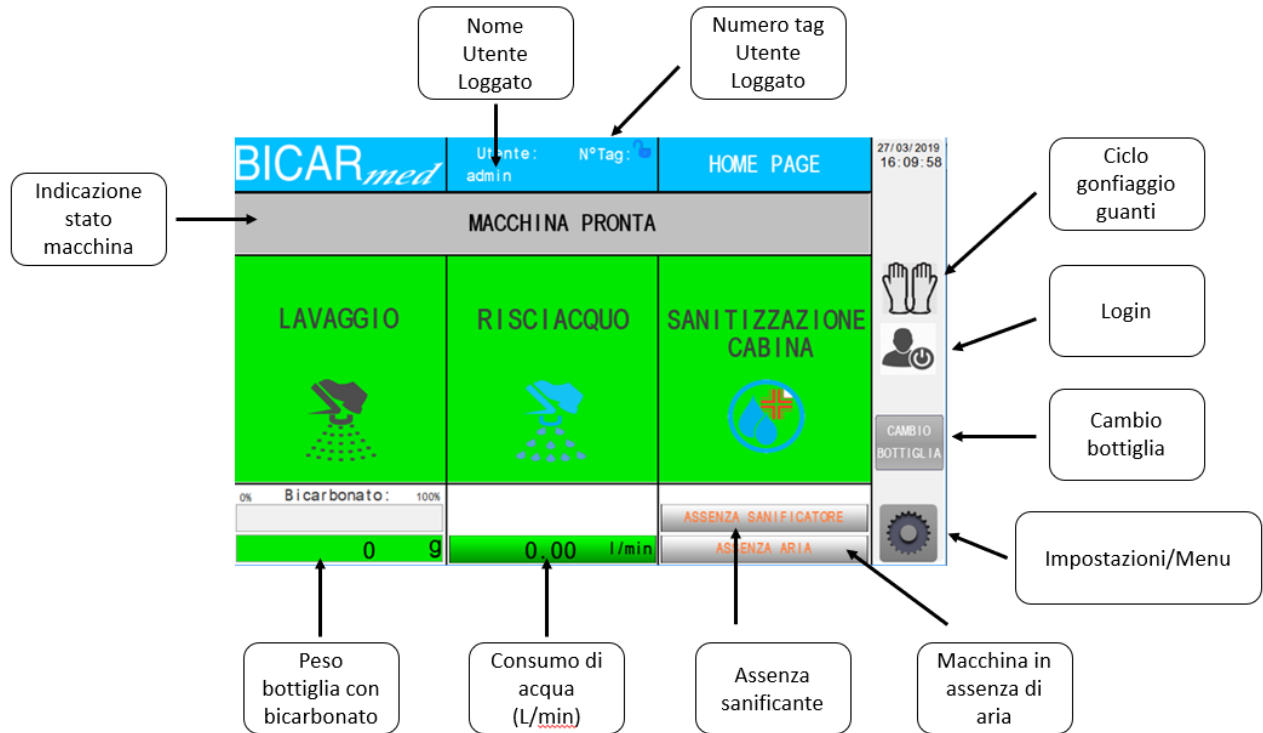 Nome
Utente
Loggato
Numero tag
Utente
Loggato
Indicazione
stato
macchina
BICARmed
Utente: N°Tag:
admin
HOME PAGE
27/03/2019
16:09:58
MACCHINA PRONTA
LAVAGGIO
RISCIACQUO
SANITIZZAZIONE
CABINA
CAMBIO
BOTTIGLIA
0% Bicarbonato: 100%
0 g
0.00 l/min
ASSENZA SANIFICATORE
ASSENZA ARIA
Ciclo
gonfiaggio
guanti
Login
Cambio
bottiglia
Impostazioni/Menu
Peso
bottiglia con
bicarbonato
Consumo di
acqua
(L/min)
Assenza
sanificante
Macchina in
assenza di
aria